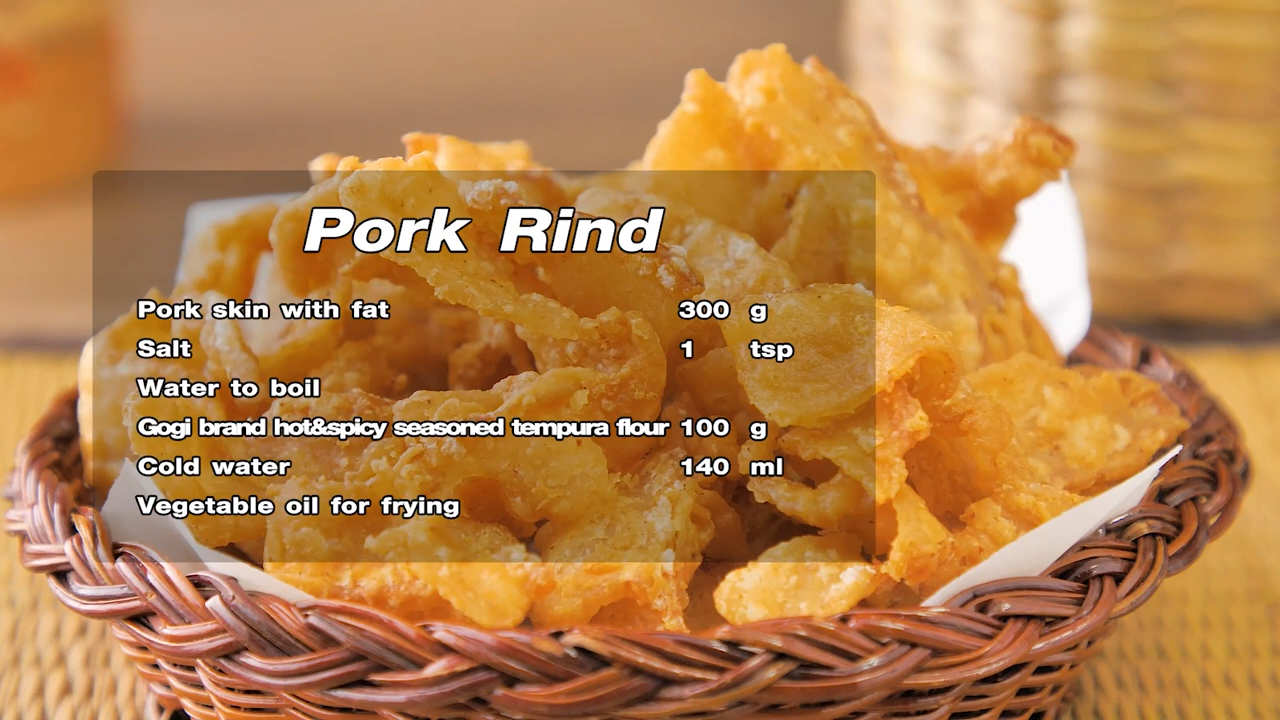 Pork Rind
Pork skin with fat 300 g
Salt 1 tsp
Water to boil
Gogi brand hot&spicy seasoned tempura flour 100 g
Cold water 140 ml
Vegetable oil for frying